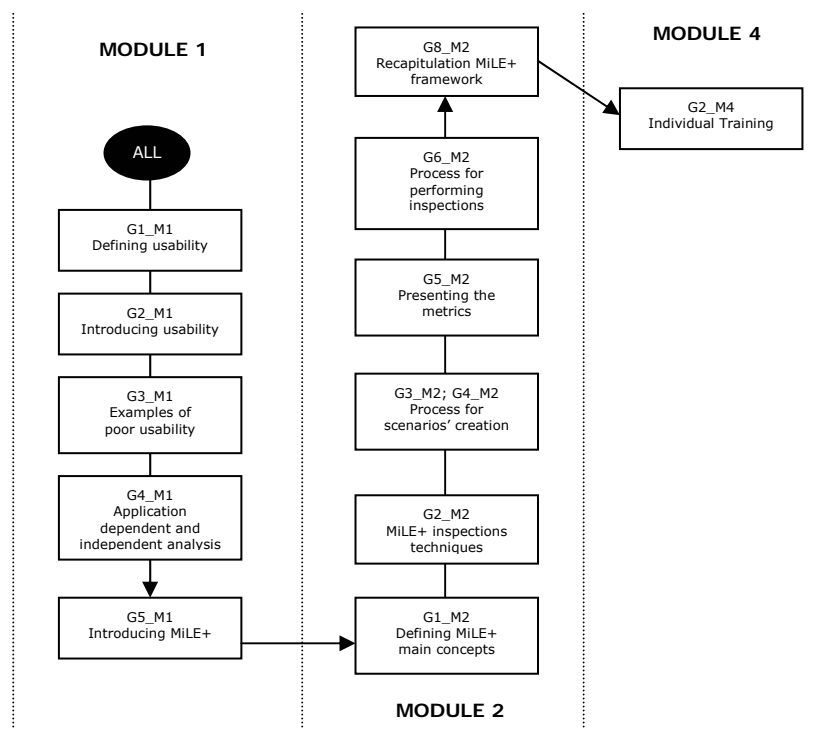 MODULE 1
ALL
G1_M1
Defining usability
G2_M1
Introducing usability
G3_M1
Examples of
poor usability
G4_M1
Application
dependent and
independent analysis
G5_M1
Introducing MiLE+
G8_M2
Recapitulation MiLE+
framework
G6_M2
Process for
performing
inspections
G5_M2
Presenting the
metrics
G3_M2; G4_M2
Process for
scenarios’ creation
G2_M2
MiLE+ inspections
techniques
G1_M2
Defining MiLE+
main concepts
MODULE 2
MODULE 4
G2_M4
Individual Training